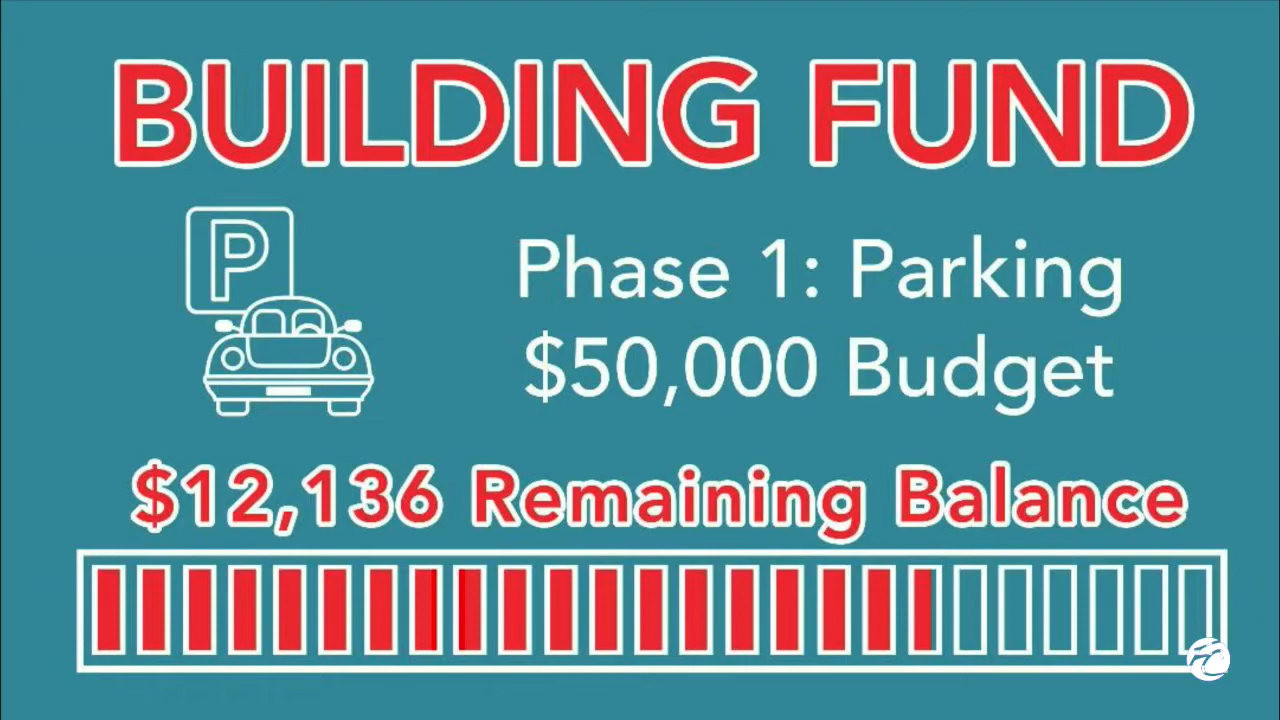 BUILDING FUND
P
Phase 1: Parking
$50,000 Budget
$12,136 Remaining Balance